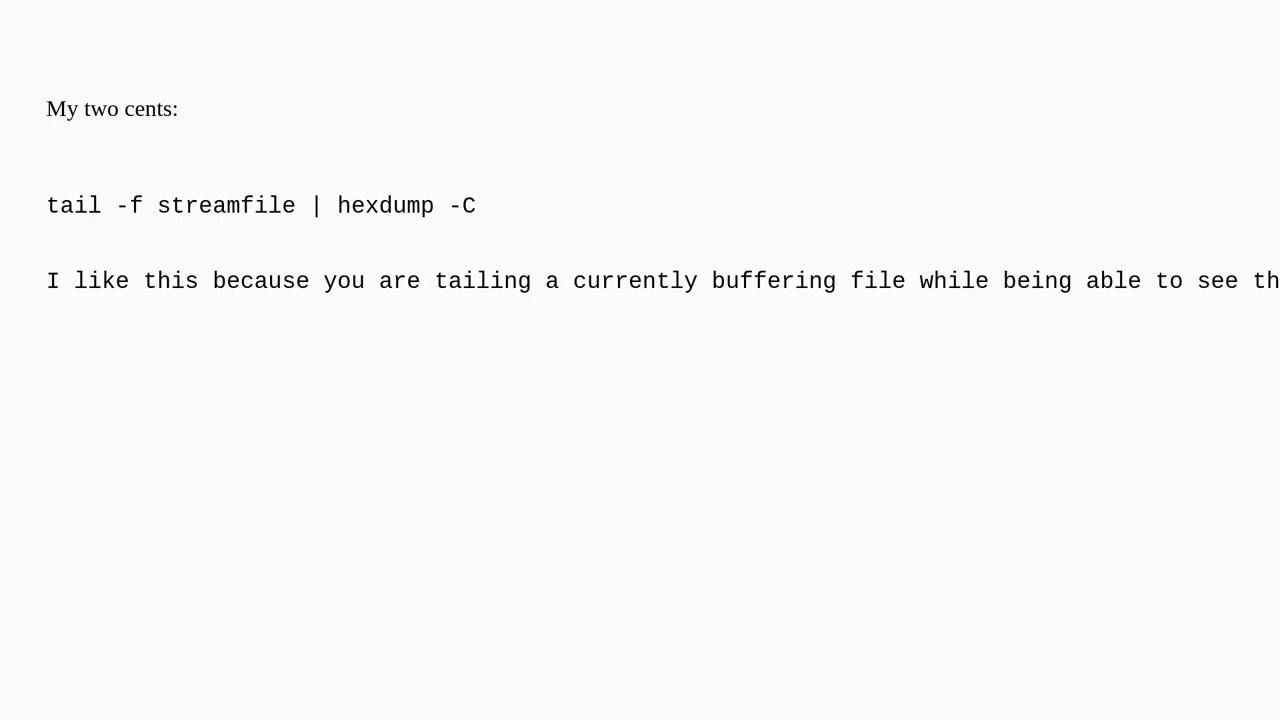 My two cents:
tail -f streamfile | hexdump -C
I like this because you are tailing a currently buffering file while being able to see th